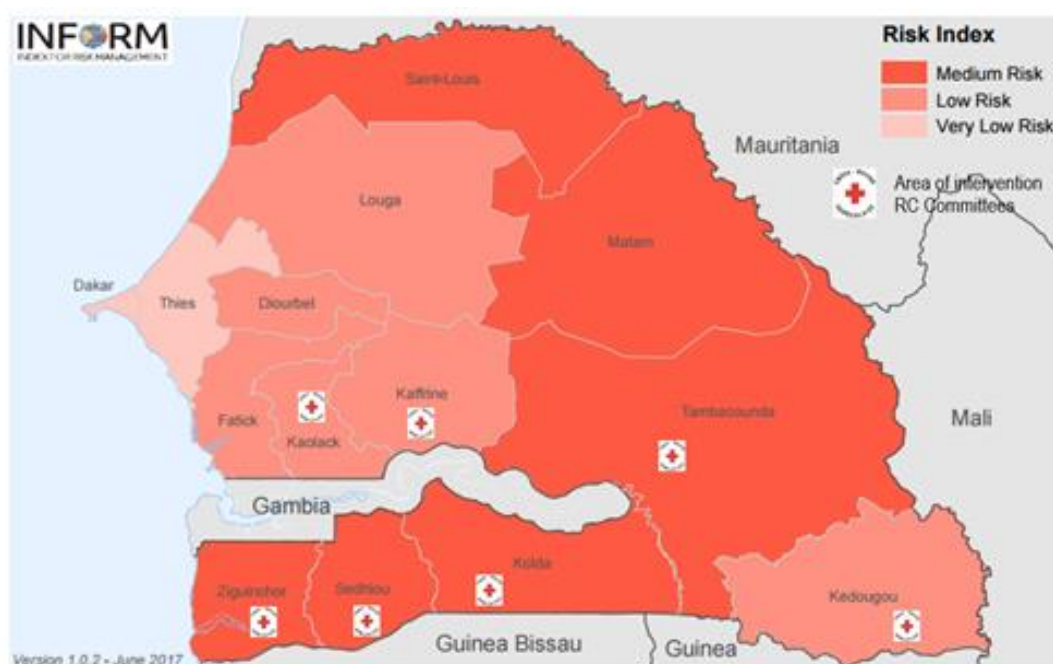 INFORM
INDEX FOR RISK MANAGEMENT
Risk Index
Medium Risk
Low Risk
Very Low Risk
Area of intervention
RC Committees
Mauritania
Saint-Louis
Louga
Matam
Dakar
Thies
Diourbel
Fatick
Kaolack
Kaffrine
Tambacounda
Mali
Gambia
Ziguinchor
Sedhiou
Kolda
Kedougou
Guinea Bissau
Guinea
Version 1.0.2 - June 2017